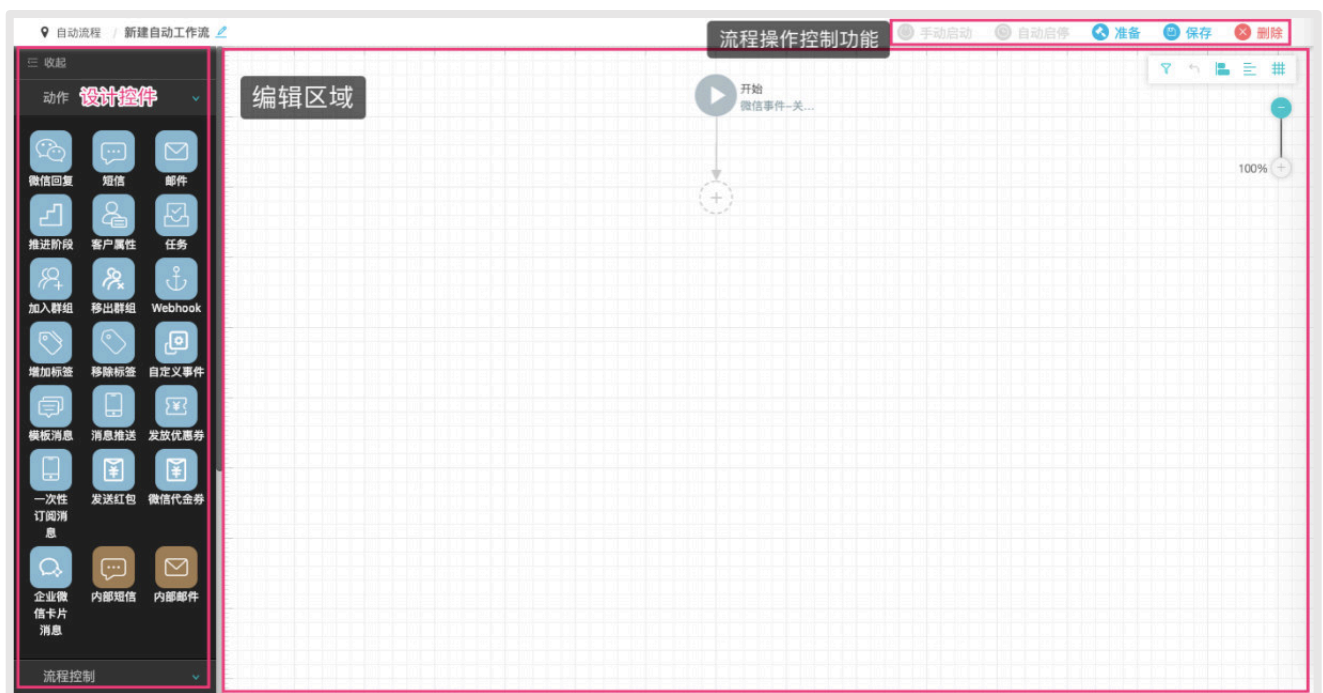 自动流程 / 新建自动工作流
流程操作控制功能
手动启动 自动启停 准备 保存 删除
收起
动作 设计控件
编辑区域
开始
微信事件-关...
100%
微信回复 短信 邮件
推进阶段 客户属性 任务
加入群组 移出群组 Webhook
增加标签 移除标签 自定义事件
模板消息 消息推送 发放优惠券
一次性 发送红包 微信代金券
订阅消
息
企业微 内部短信 内部邮件
信卡片
消息
流程控制